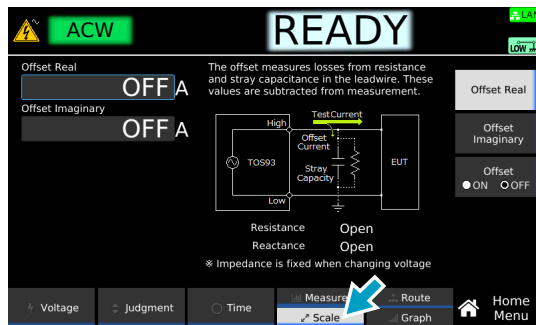 ACW
READY
LAN
LOW
Offset Real
OFF A
Offset Imaginary
OFF A
The offset measures losses from resistance
and stray capacitance in the leadwire. These
values are subtracted from measurement.
TestCurrent
High
Offset
Current
TOS93
Stray
Capacity
EUT
Low
Resistance Open
Reactance Open
※ Impedance is fixed when changing voltage
Offset Real
Offset
Imaginary
Offset
ON OFF
Voltage
Judgment
Time
Measure
Scale
Route
Graph
Home
Menu